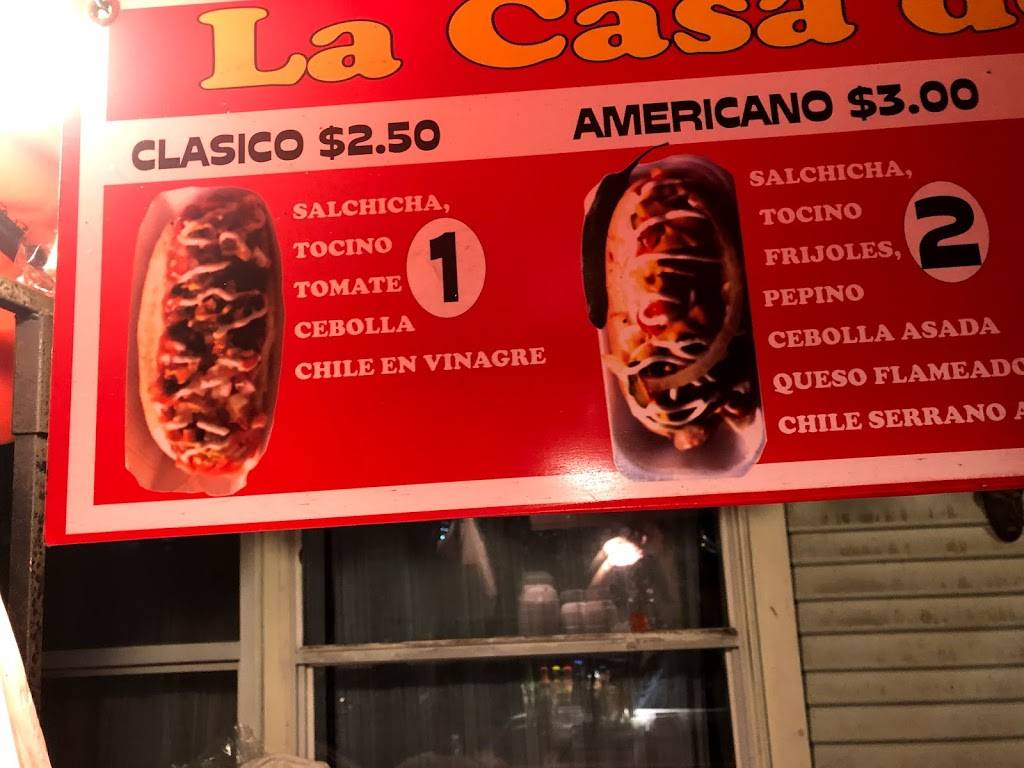 La Casa
CLASICO $2.50
SALCHICHA,
TOCINO
TOMATE
CEBOLLA
CHILE EN VINAGRE
1
AMERICANO $3.00
SALCHICHA,
TOCINO
FRIJOLES,
PEPINO
CEBOLLA ASADA
QUESO FLAMEADO
CHILE SERRANO
2